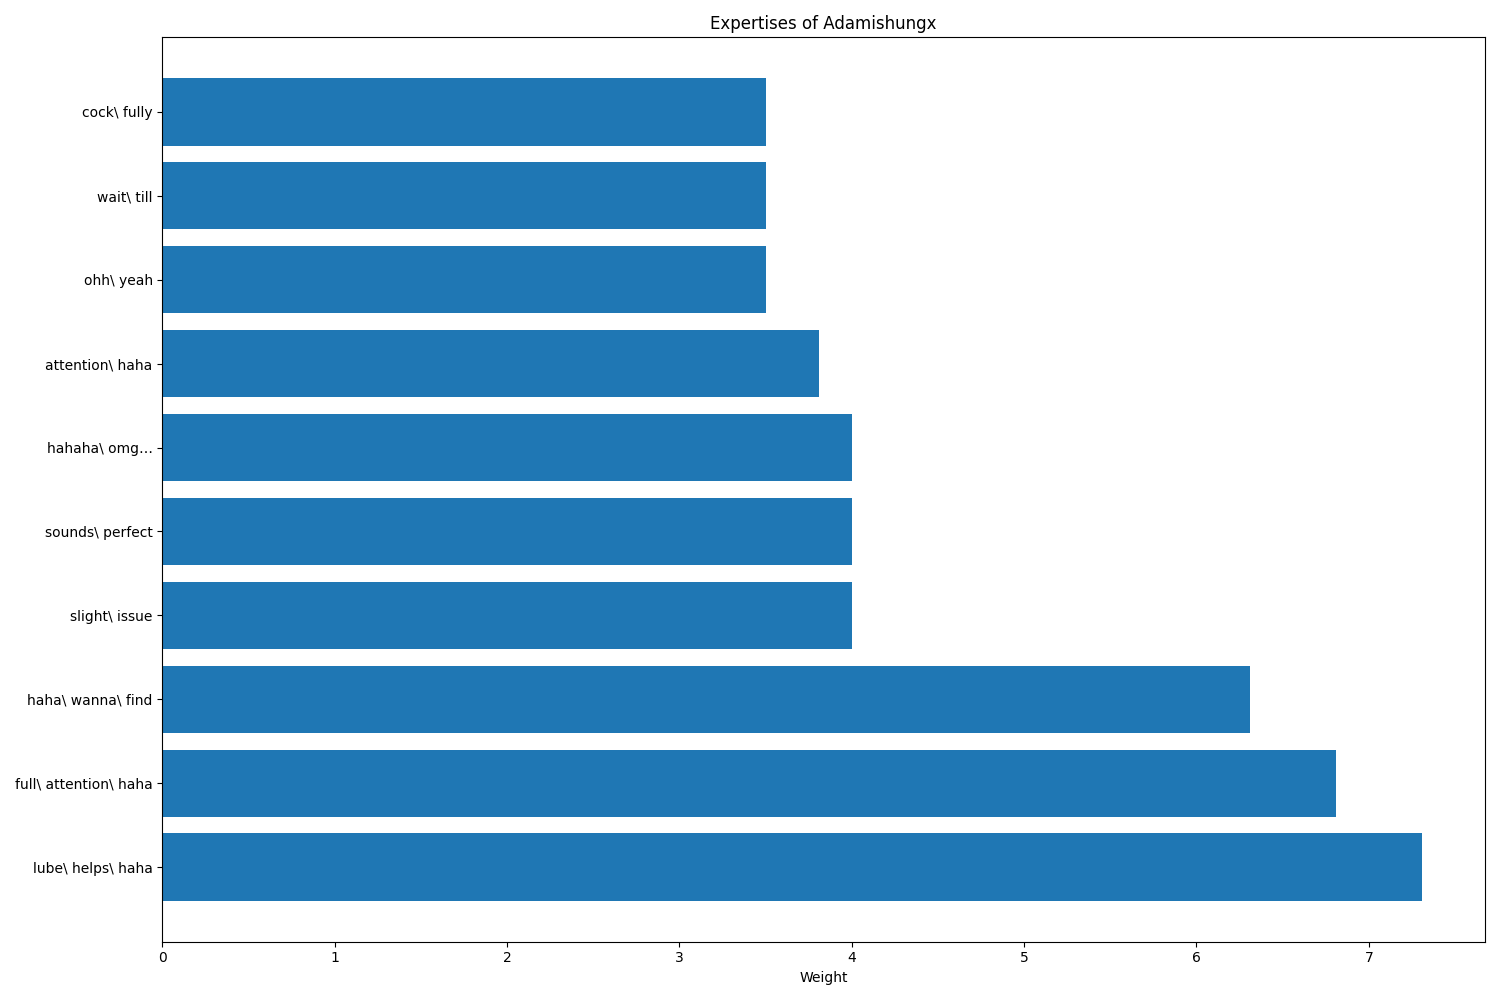 Expertises of Adamishungx
cock\ fully
wait\ till
ohh\ yeah
attention\ haha
hahaha\ omg…
sounds\ perfect
slight\ issue
haha\ wanna\ find
full\ attention\ haha
lube\ helps\ haha
0 1 2 3 4 5 6 7
Weight